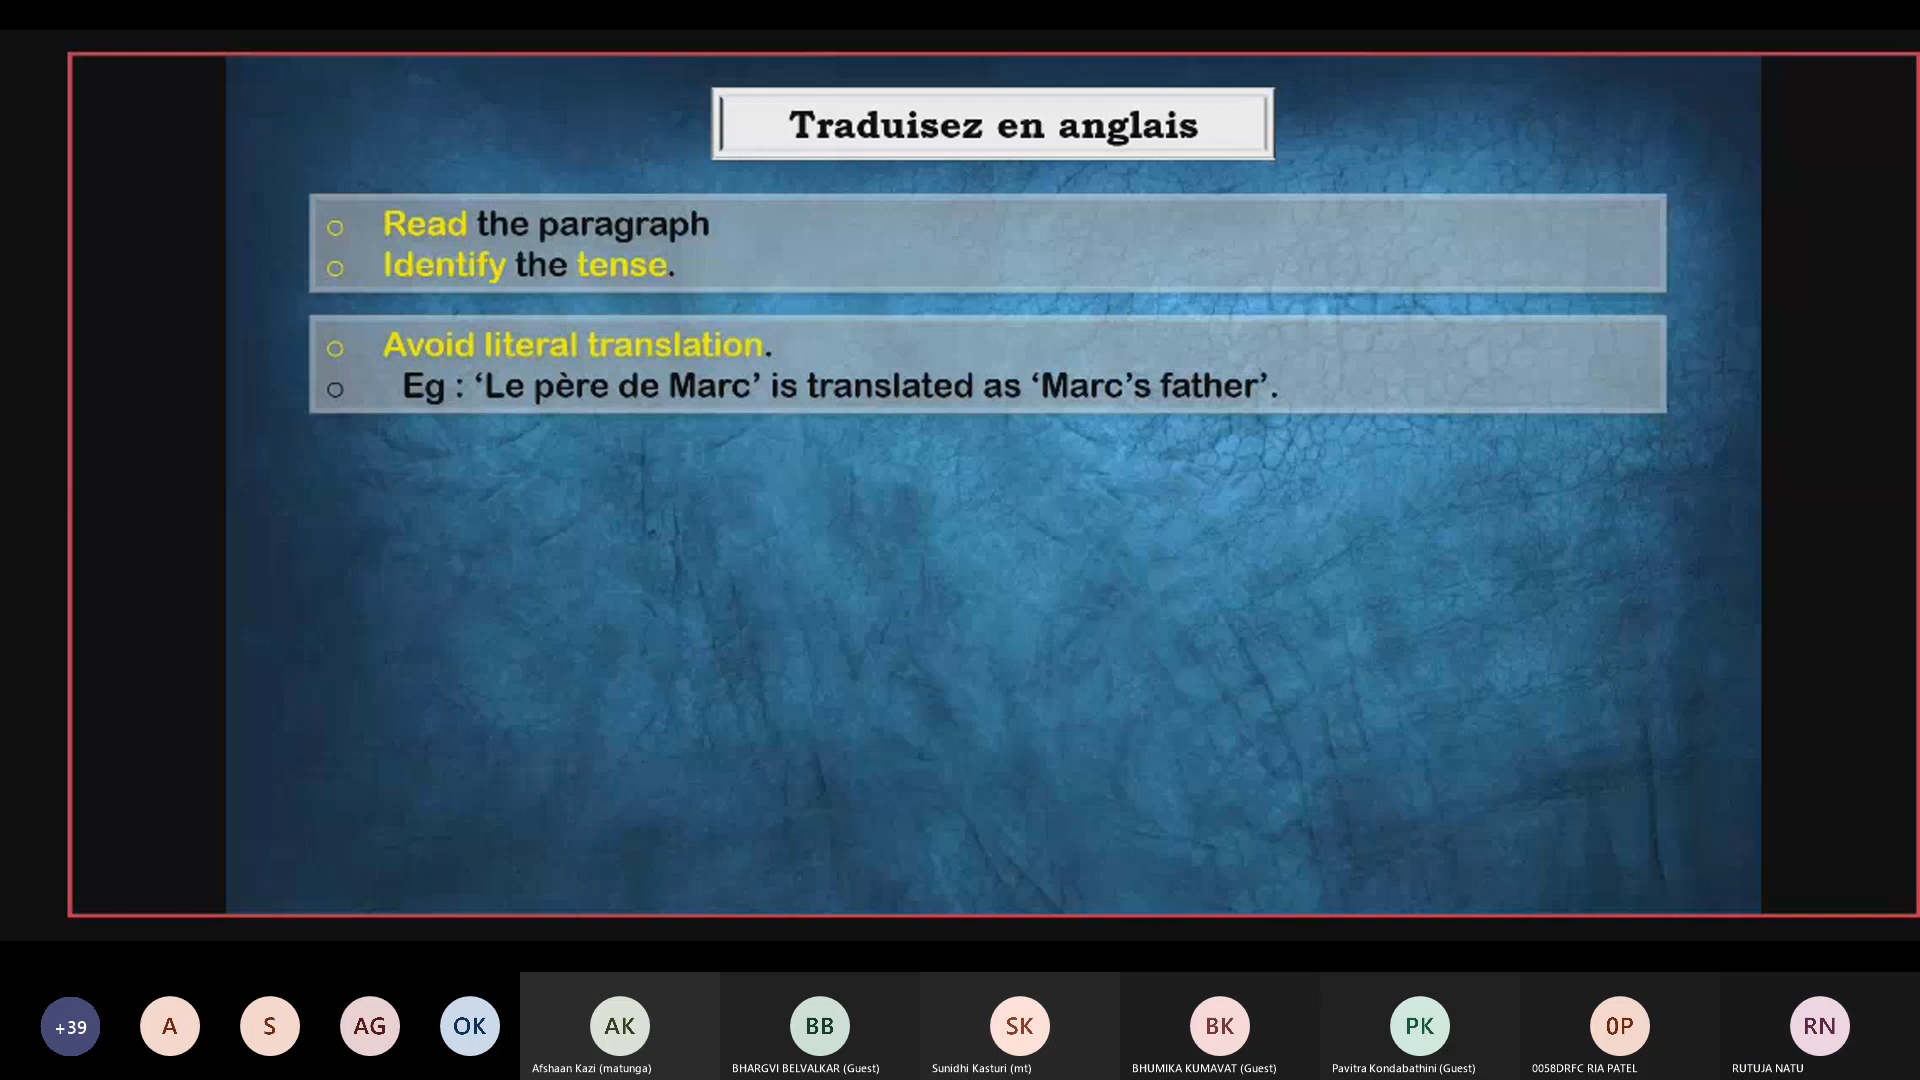 Traduisez en anglais
Read the paragraph
Identify the tense.
Avoid literal translation.
Eg : ‘Le père de Marc’ is translated as ‘Marc’s father’.
+39
A
S
AG
OK
AK
BB
SK
BK
PK
0P
RN
Afshaan Kazi (matunga)
BHARGVI BELVALKAR (Guest)
Sunidhi Kasturi (mt)
BHUMIKA KUMAVAT (Guest)
Pavitra Kondabathini (Guest)
0058DRFC RIA PATEL
RUTUJA NATU